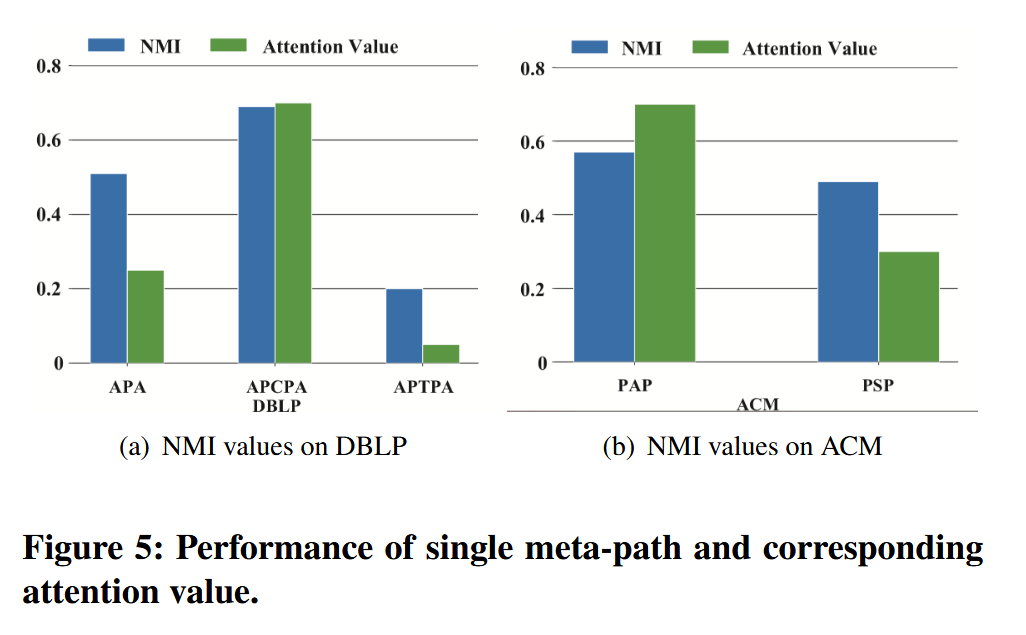 NMI Attention Value
0.8
0.6
0.4
0.2
0
APA APCPA APTPA
DBLP
(a) NMI values on DBLP
NMI Attention Value
0.8
0.6
0.4
0.2
0
PAP PSP
ACM
(b) NMI values on ACM
Figure 5: Performance of single meta-path and corresponding
attention value.